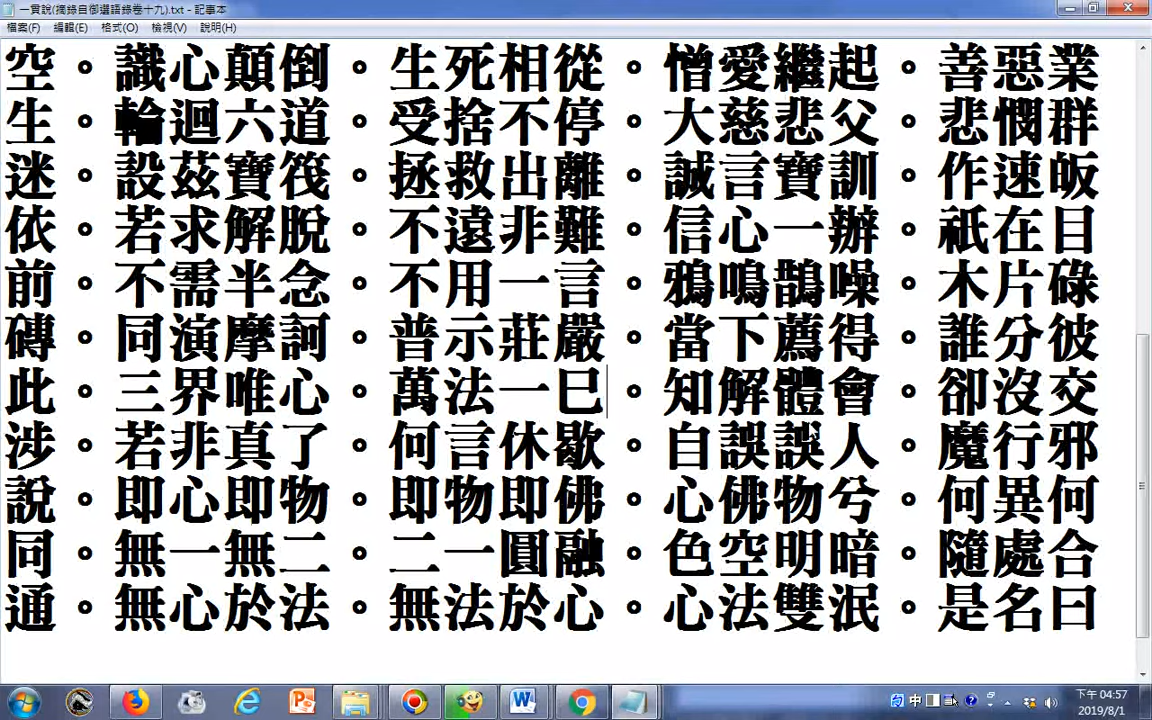 一貫說(摘錄自御選語錄卷十九).txt - 記事本
檔案(F) 編輯(E) 格式(O) 檢視(V) 說明(H)
空。識心顛倒。生死相從。憎愛繼起。善惡業
生。輪迴六道。受捨不停。大慈悲父。悲憫群
迷。設茲寶筏。拯救出離。誠言寶訓。作速皈
依。若求解脫。不遠非難。信心一辦。祇在目
前。不需半念。不用一言。鴉鳴鵲噪。木片碌
磚。同演摩訶。普示莊嚴。當下薦得。誰分彼
此。三界唯心。萬法一巳。知解體會。卻沒交
涉。若非真了。何言休歇。自誤誤人。魔行邪
說。即心即物。即物即佛。心佛物兮。何異何
同。無一無二。二一圓融。色空明暗。隨處合
通。無心於法。無法於心。心法雙泯。是名曰
中
下午 04:57
2019/8/1